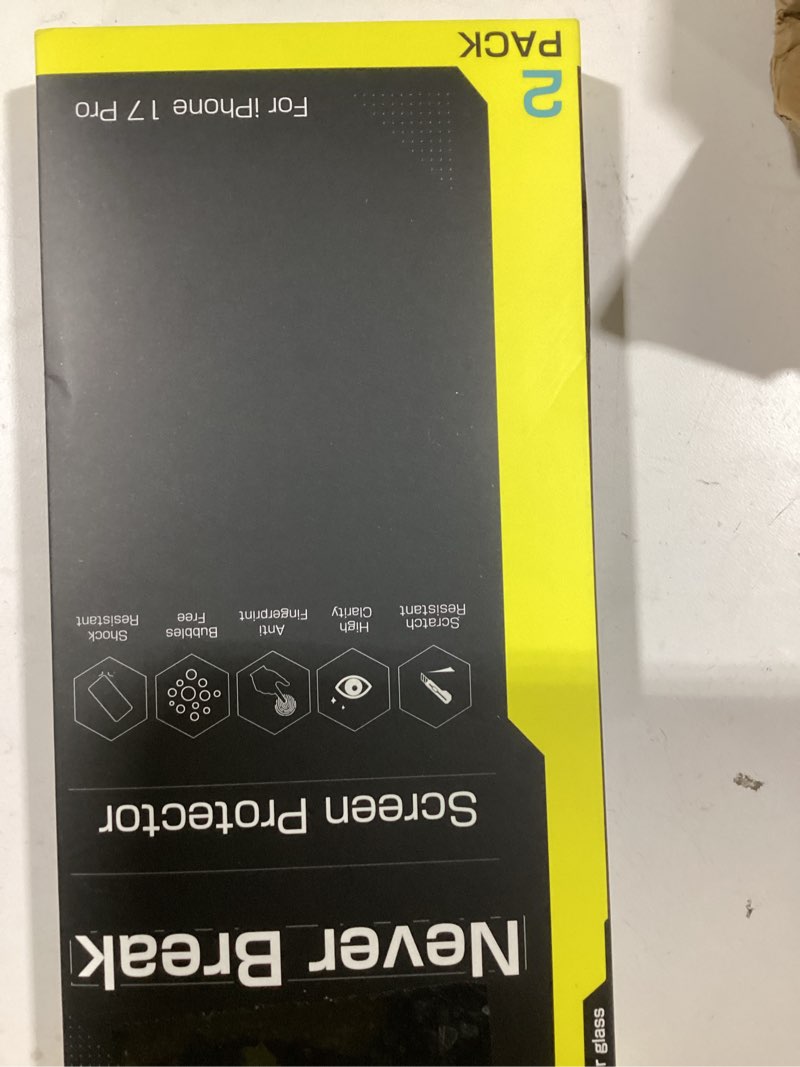 Never Break
Screen Protector
Scratch
Resistant
High
Clarity
Anti
Fingerprint
Bubbles
Free
Shock
Resistant
For iPhone 17 Pro
2
PACK
glass